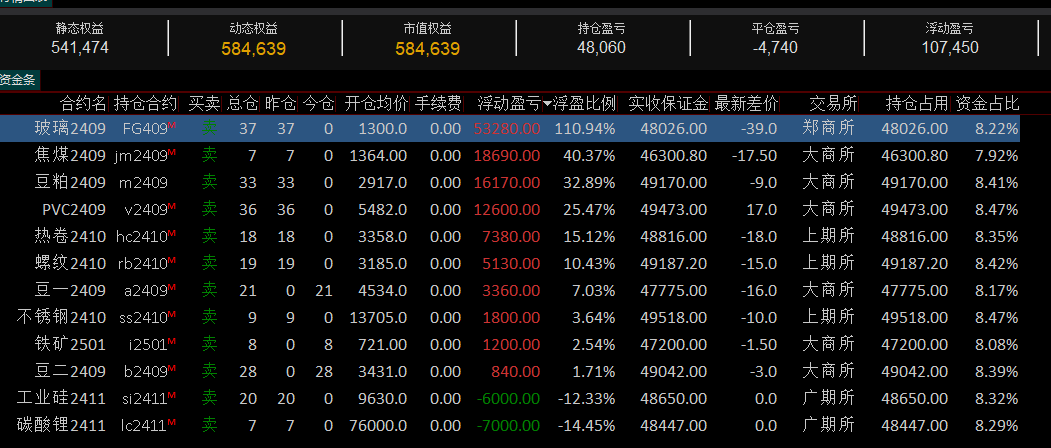 静态权益 动态权益 市值权益 持仓盈亏 平仓盈亏 浮动盈亏
541,474 584,639 584,639 48,060 -4,740 107,450
资金条
合约名 持仓合约 买卖 总仓 昨仓 今仓 开仓均价 手续费 浮动盈亏 浮盈比例 实收保证金 最新差价 交易所 持仓占用 资金占比
玻璃2409 FG409M 卖 37 37 0 1300.0 0.00 53280.00 110.94% 48026.00 -39.0 郑商所 48026.00 8.22%
焦煤2409 jm2409M 卖 7 7 0 1364.00 0.00 18690.00 40.37% 46300.80 -17.50 大商所 46300.80 7.92%
豆粕2409 m2409 卖 33 33 0 2917.0 0.00 16170.00 32.89% 49170.00 -9.0 大商所 49170.00 8.41%
PVC2409 v2409M 卖 36 36 0 5482.0 0.00 12600.00 25.47% 49473.00 17.0 大商所 49473.00 8.47%
热卷2410 hc2410M 卖 18 18 0 3358.0 0.00 7380.00 15.12% 48816.00 -18.0 上期所 48816.00 8.35%
螺纹2410 rb2410M 卖 19 19 0 3185.0 0.00 5130.00 10.43% 49187.20 -15.0 上期所 49187.20 8.42%
豆一2409 a2409M 卖 21 0 21 4534.0 0.00 3360.00 7.03% 47775.00 -16.0 大商所 47775.00 8.17%
不锈钢2410 ss2410M 卖 9 9 0 13705.0 0.00 1800.00 3.64% 49518.00 -10.0 上期所 49518.00 8.47%
铁矿2501 i2501M 卖 8 0 8 721.00 0.00 1200.00 2.54% 47200.00 -1.50 大商所 47200.00 8.08%
豆二2409 b2409M 卖 28 0 28 3431.0 0.00 840.00 1.71% 49042.00 -3.0 大商所 49042.00 8.39%
工业硅2411 si2411M 卖 20 20 0 9630.0 0.00 -6000.00 -12.33% 48650.00 0.0 广期所 48650.00 8.32%
碳酸锂2411 lc2411M 卖 7 7 0 76000.0 0.00 -7000.00 -14.45% 48447.00 0.0 广期所 48447.00 8.29%